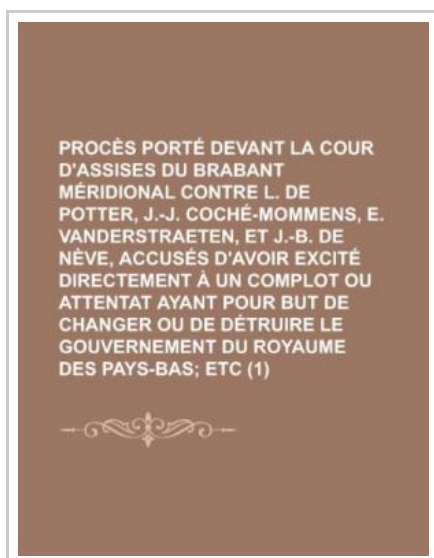 PROCÈS PORTÉ DEVANT LA COUR
D'ASSISES DU BRABANT
MÉRIDIONAL CONTRE L. DE
POTTER, J.-J. COCHÉ-MOMMENS, E.
VANDERSTRAETEN, ET J.-B. DE
NÈVE, ACCUSÉS D'AVOIR EXCITÉ
DIRECTEMENT À UN COMPLOT OU
ATTENTAT AYANT POUR BUT DE
CHANGER OU DE DÉTRUIRE LE
GOUVERNEMENT DU ROYAUME
DES PAYS-BAS; ETC (1)